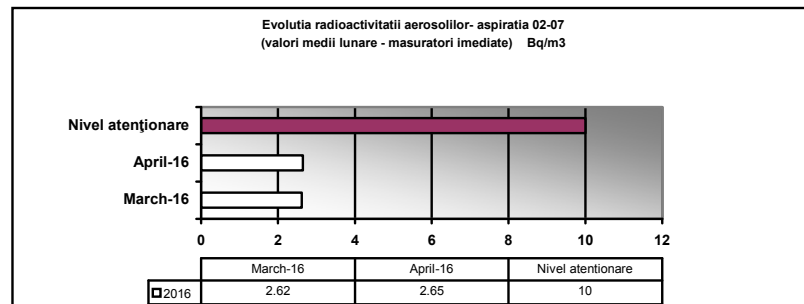 Evolutia radioactivitatii aerosolilor- aspiratia 02-07
(valori medii lunare - masuratori imediate) Bq/m3
Nivel atenţionare
April-16
March-16
0 2 4 6 8 10 12
March-16 April-16 Nivel atentionare
2016 2.62 2.65 10